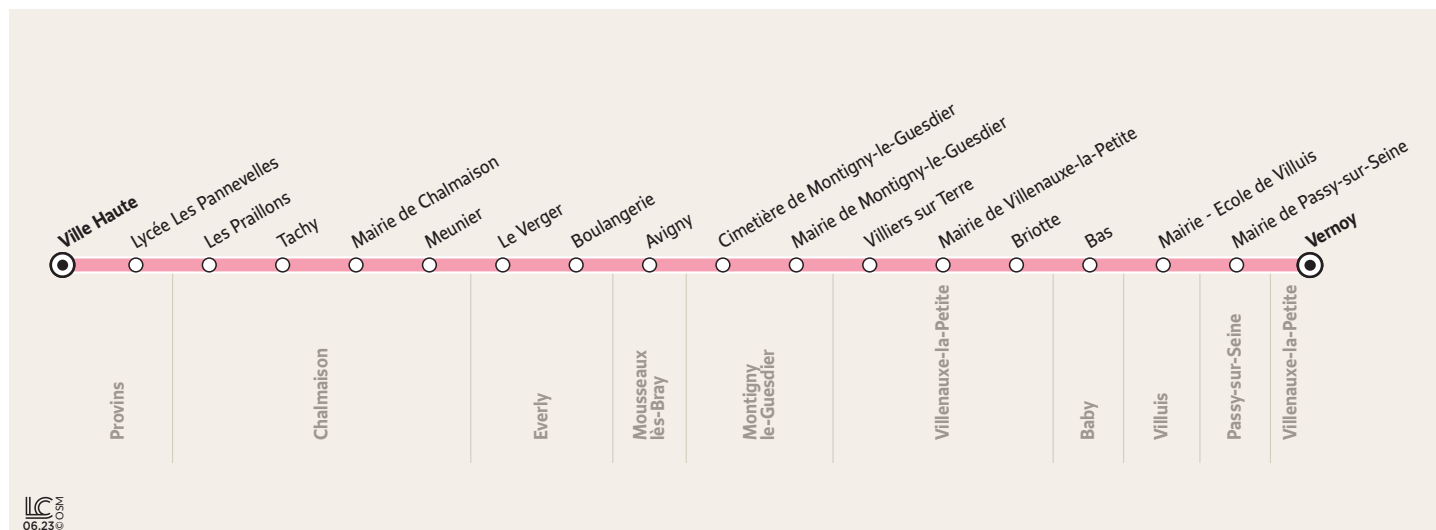 Ville Haute
Lycée Les Pannevelles
Les Praillons
Tachy
Mairie de Chalmaison
Meunier
Le Verger
Boulangerie
Avigny
Cimetière de Montigny-le-Guesdier
Mairie de Montigny-le-Guesdier
Villiers sur Terre
Mairie de Villenauxe-la-Petite
Briotte
Bas
Mairie - Ecole de Villuis
Mairie de Passy-sur-Seine
Vernoy
Provins
Chalmaison
Everly
Mousseaux
lès-Bray
Montigny
le-Guesdier
Villenauxe-la-Petite
Baby
Villuis
Passy-sur-Seine
Villenauxe-la-Petite
LC
06.23
© OSM